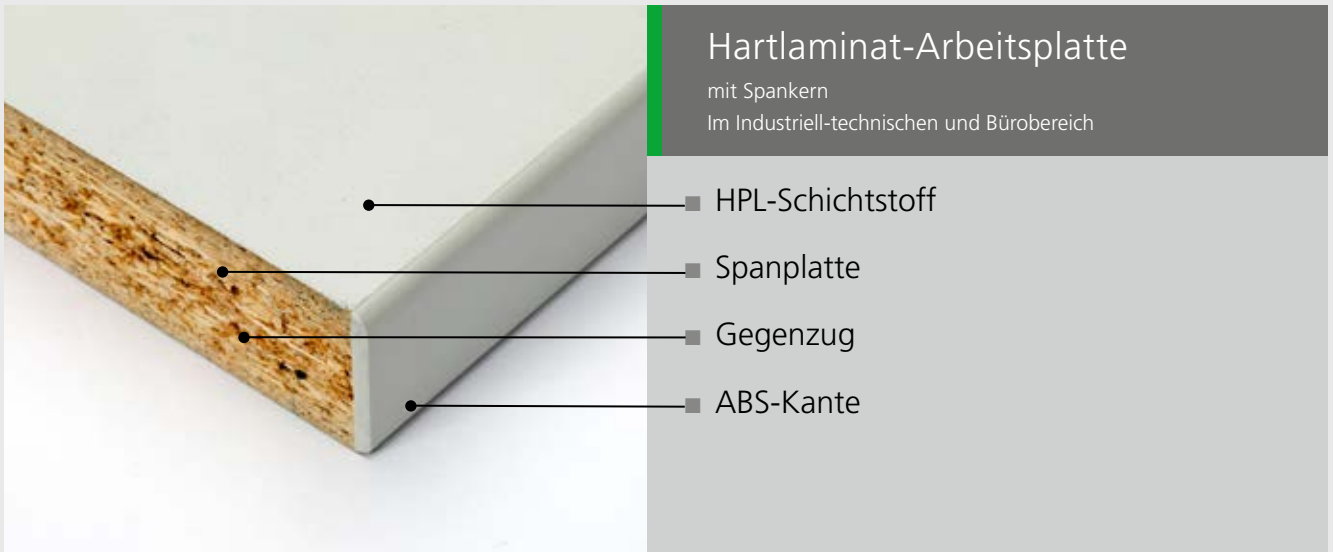 Hartlaminat-Arbeitsplatte
mit Spankern
Im Industriell-technischen und Bürobereich
HPL-Schichtstoff
Spanplatte
Gegenzug
ABS-Kante